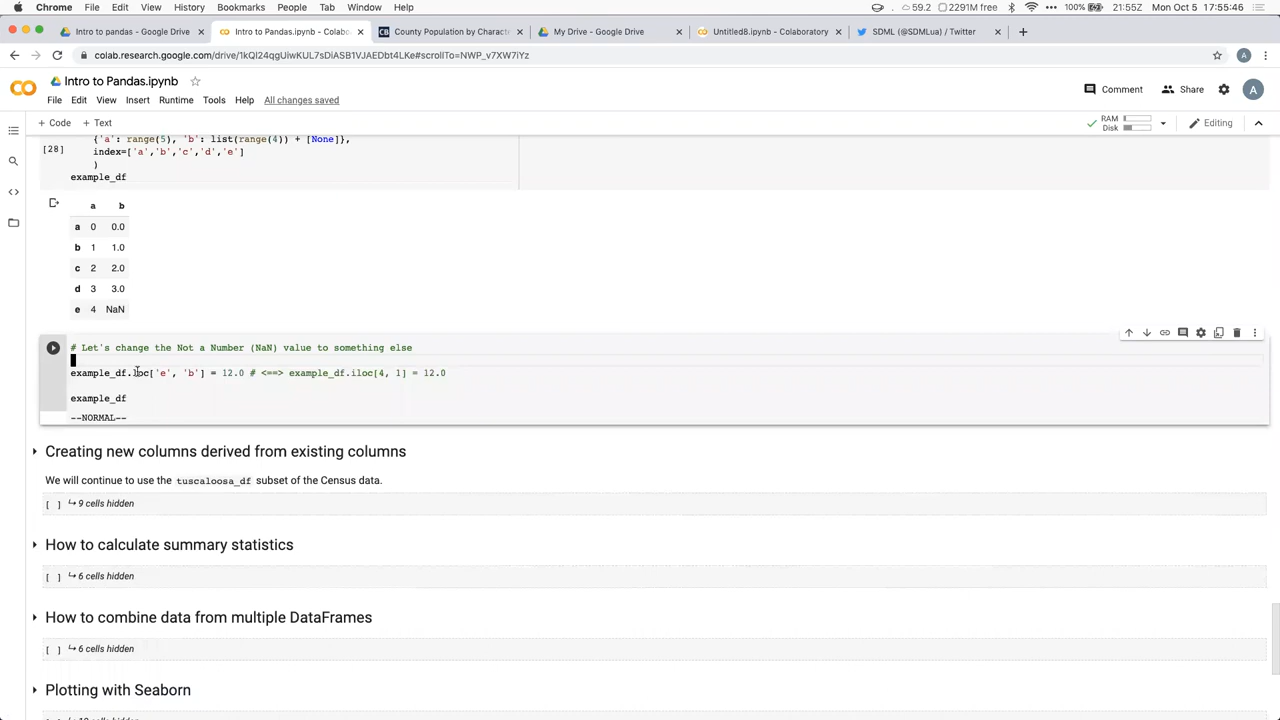 Chrome File Edit View History Bookmarks People Tab Window Help 59.2 2291M free 100% 21:55Z Mon Oct 5 17:55:46
Intro to pandas - Google Drive Intro to Pandas.ipynb - Colabo County Population by Characte My Drive - Google Drive Untitled8.ipynb - Colaboratory SDML (@SDMLua) / Twitter
colab.research.google.com/drive/1kQl24qgUiwKUL7sDiASB1VJAEDbt4LKe#scrollTo=NWP_v7XW7iYz A
Intro to Pandas.ipynb
Comment Share A
File Edit View Insert Runtime Tools Help All changes saved
+ Code + Text RAM Disk Editing
{'a': range(5), 'b': list(range(4)) + [None]},
[28] index=['a','b','c','d','e']
)
example_df
a b
a 0 0.0
b 1 1.0
c 2 2.0
d 3 3.0
e 4 NaN
# Let's change the Not a Number (NaN) value to something else
example_df.loc['e', 'b'] = 12.0 # <==> example_df.iloc[4, 1] = 12.0
example_df
--NORMAL--
Creating new columns derived from existing columns
We will continue to use the tuscaloosa_df subset of the Census data.
[ ] 9 cells hidden
How to calculate summary statistics
[ ] 6 cells hidden
How to combine data from multiple DataFrames
[ ] 6 cells hidden
Plotting with Seaborn